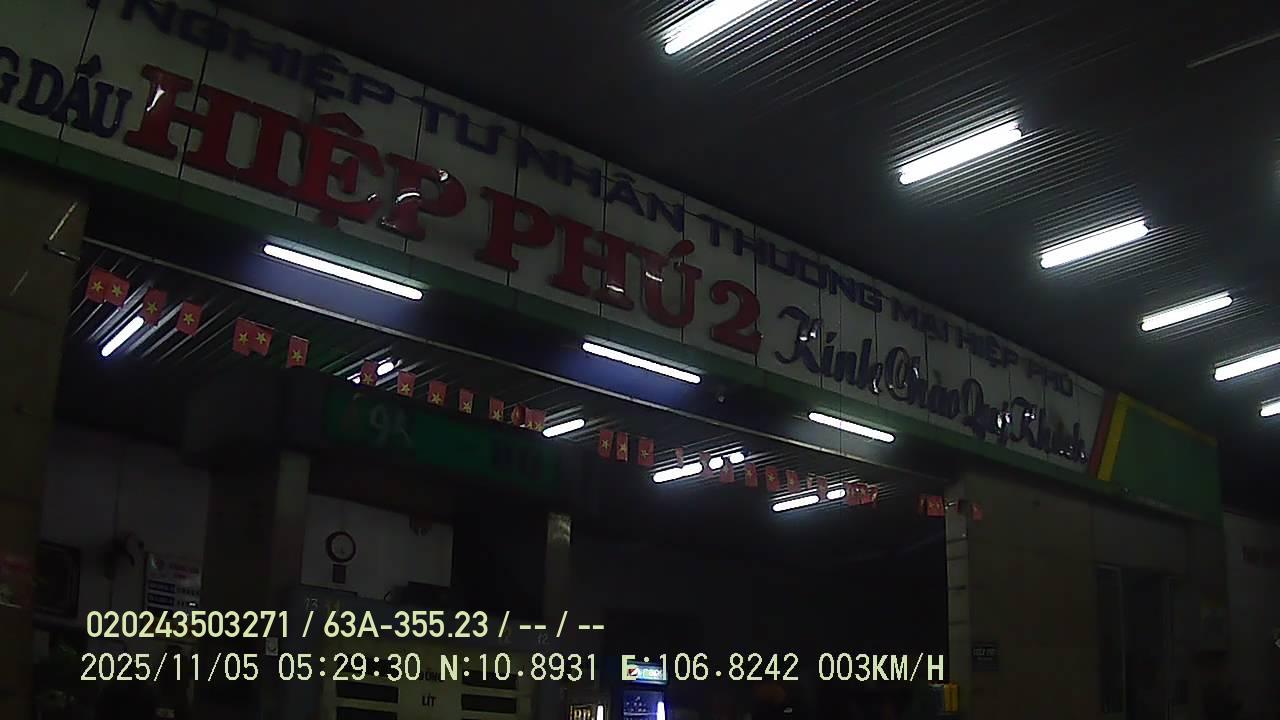 NGHIỆP TƯ NHÂN THƯƠNG MẠI HIỆP PHÚ
G DẦU HIỆP PHÚ 2 Kính Chào Quý Khách
LÍT
020243503271 / 63A-355.23 / -- / --
2025/11/05 05:29:30 N:10.8931 E:106.8242 003KM/H